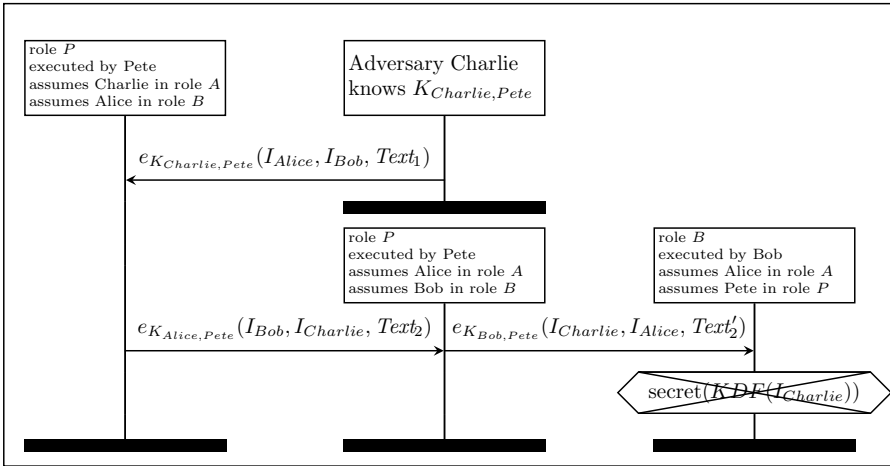 role P
executed by Pete
assumes Charlie in role A
assumes Alice in role B
Adversary Charlie
knows K_{Charlie,Pete}
e_{K_{Charlie,Pete}}(I_{Alice}, I_{Bob}, Text_1)
role P
executed by Pete
assumes Alice in role A
assumes Bob in role B
role B
executed by Bob
assumes Alice in role A
assumes Pete in role P
e_{K_{Alice,Pete}}(I_{Bob}, I_{Charlie}, Text_2)
e_{K_{Bob,Pete}}(I_{Charlie}, I_{Alice}, Text'_2)
secret(KDF(I_{Charlie}))